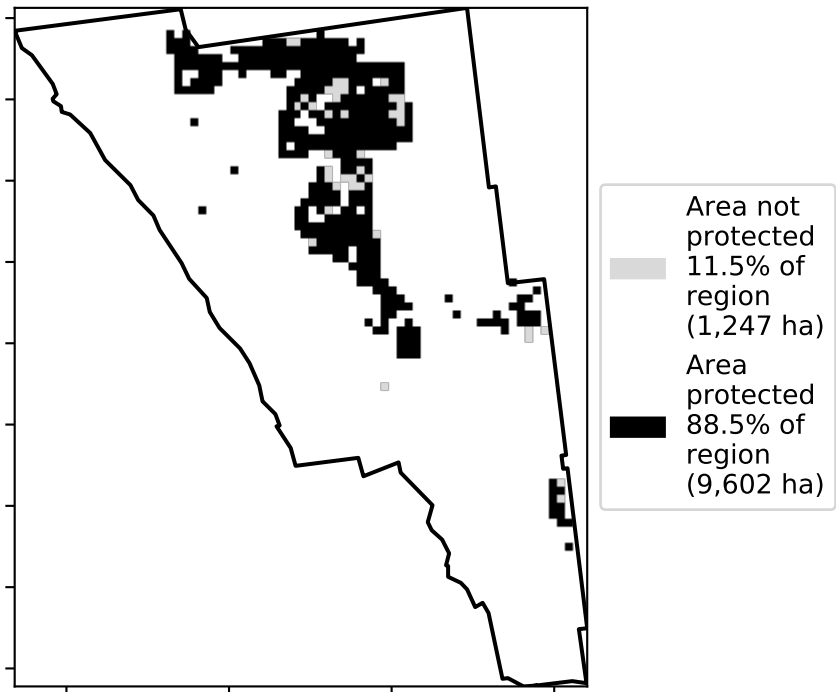 Area not
protected
11.5% of
region
(1,247 ha)
Area
protected
88.5% of
region
(9,602 ha)